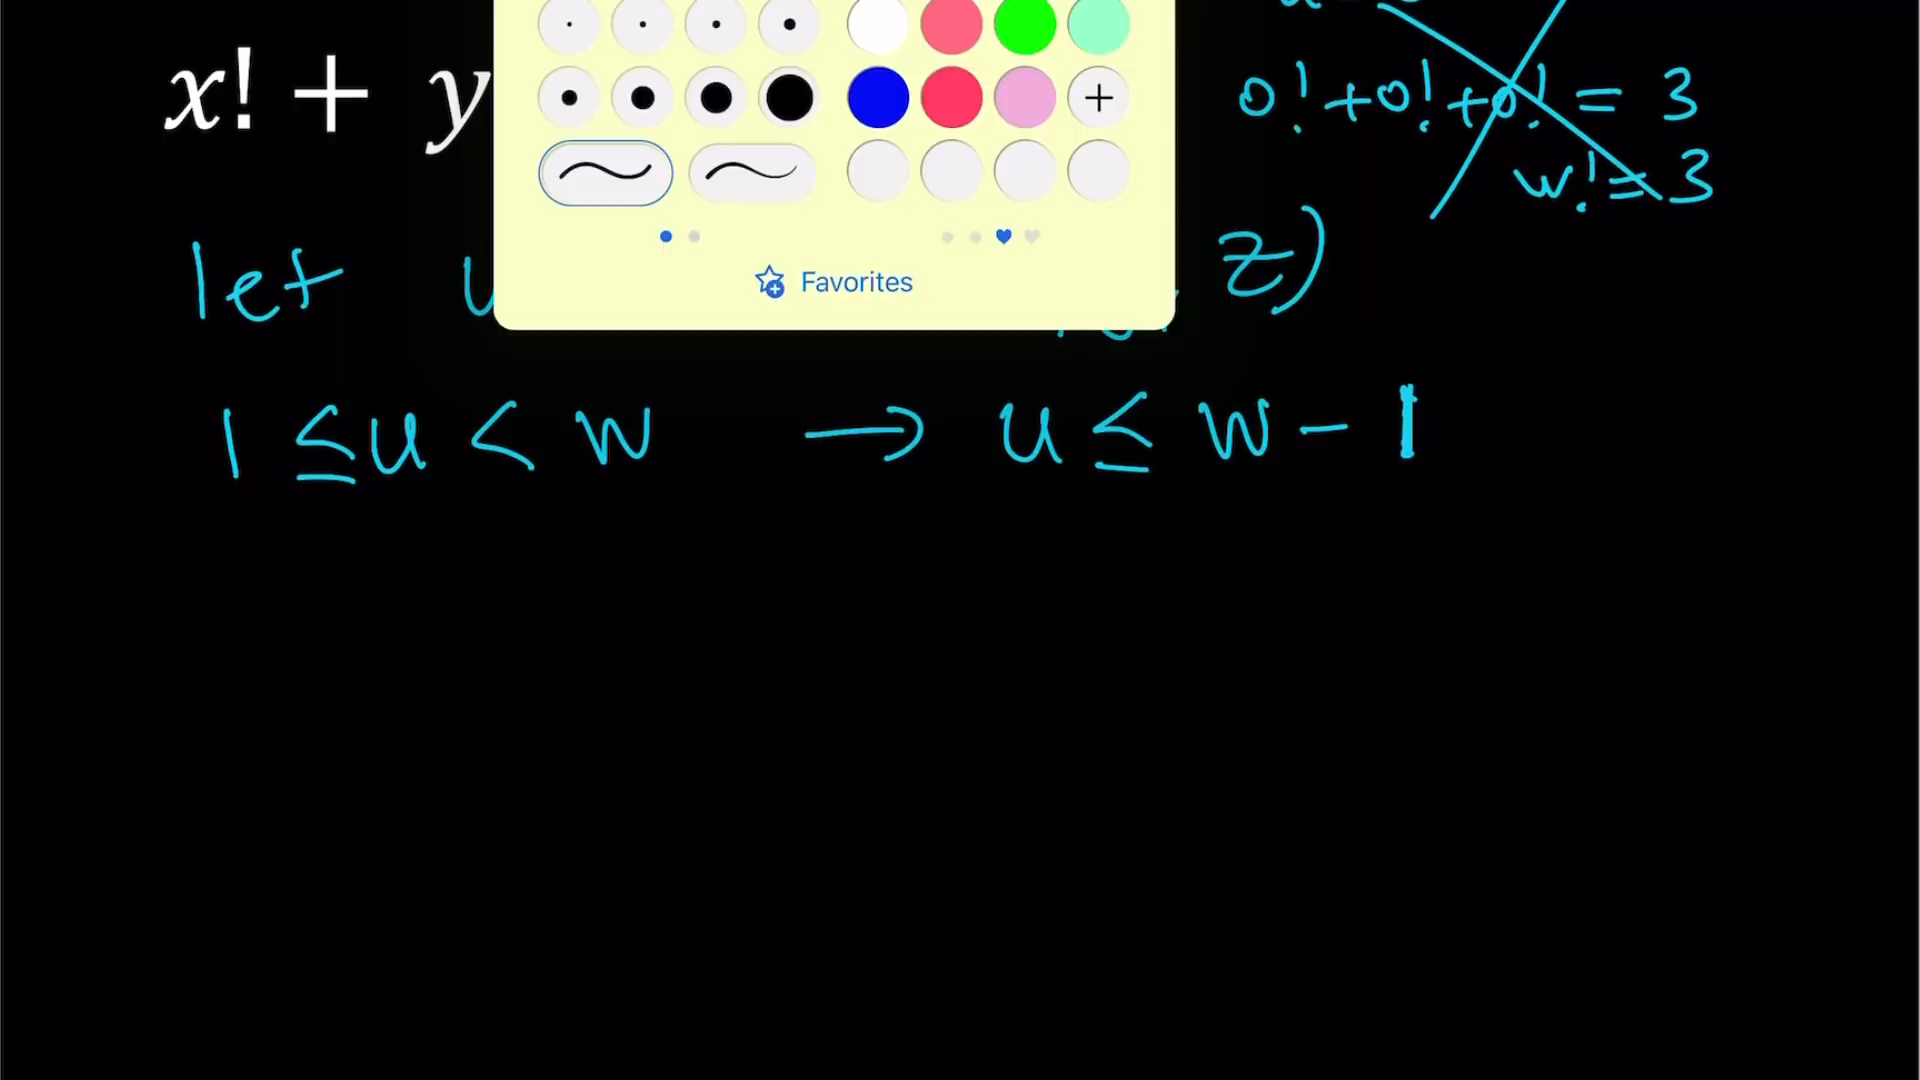 x! + y
0! + 0! + 0! = 3
w! = 3
let u z)
Favorites
1 ≤ u < w → u ≤ w - 1